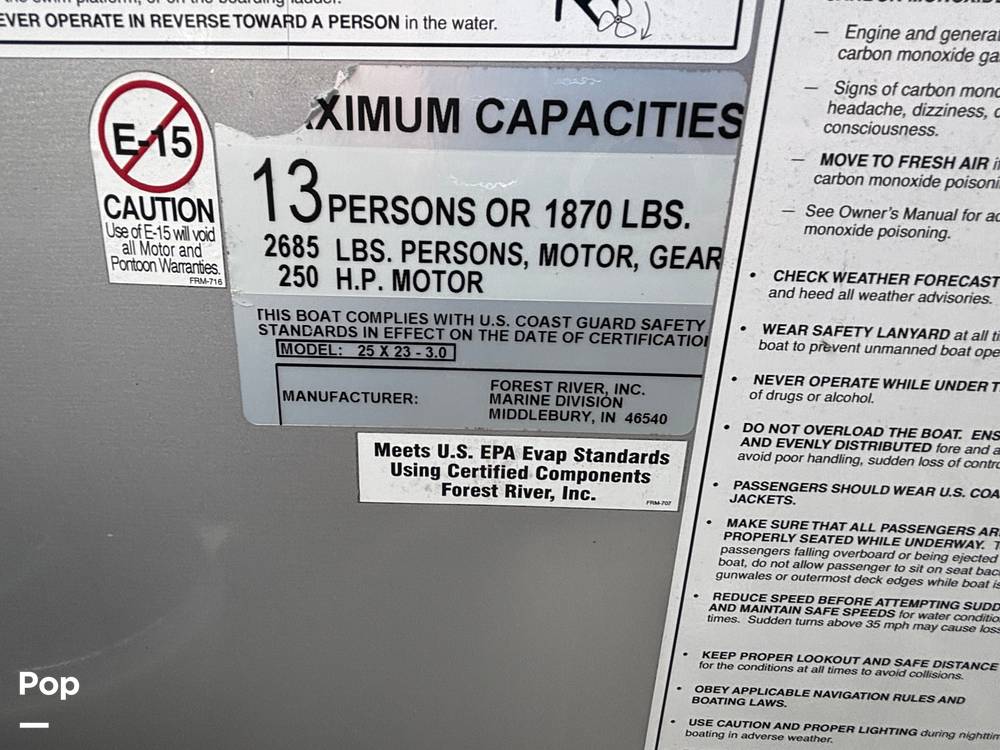 EVER OPERATE IN REVERSE TOWARD A PERSON in the water.
E-15
CAUTION
Use of E-15 will void
all Motor and
Pontoon Warranties.
FRM-716
XIMUM CAPACITIES
13 PERSONS OR 1870 LBS.
2685 LBS. PERSONS, MOTOR, GEAR
250 H.P. MOTOR
THIS BOAT COMPLIES WITH U.S. COAST GUARD SAFETY
STANDARDS IN EFFECT ON THE DATE OF CERTIFICATIO
MODEL: 25 X 23 - 3.0
MANUFACTURER:
FOREST RIVER, INC.
MARINE DIVISION
MIDDLEBURY, IN 46540
Meets U.S. EPA Evap Standards
Using Certified Components
Forest River, Inc.
FRM-707
— Engine and generat
carbon monoxide ga
— Signs of carbon mono
headache, dizziness,
consciousness.
— MOVE TO FRESH AIR
carbon monoxide poisoni
— See Owner's Manual for ad
monoxide poisoning.
• CHECK WEATHER FORECAST
and heed all weather advisories.
• WEAR SAFETY LANYARD at all ti
boat to prevent unmanned boat ope
• NEVER OPERATE WHILE UNDER T
of drugs or alcohol.
• DO NOT OVERLOAD THE BOAT. ENS
AND EVENLY DISTRIBUTED fore and a
avoid poor handling, sudden loss of contro
• PASSENGERS SHOULD WEAR U.S. COA
JACKETS.
• MAKE SURE THAT ALL PASSENGERS AR
PROPERLY SEATED WHILE UNDERWAY. T
passengers falling overboard or being ejected
boat, do not allow passenger to sit on seat bac
gunwales or outermost deck edges while boat is
• REDUCE SPEED BEFORE ATTEMPTING SUDD
AND MAINTAIN SAFE SPEEDS for water conditio
times. Sudden turns above 35 mph may cause loss
• KEEP PROPER LOOKOUT AND SAFE DISTANCE
for the conditions at all times to avoid collisions.
• OBEY APPLICABLE NAVIGATION RULES AND
BOATING LAWS.
• USE CAUTION AND PROPER LIGHTING during nighttim
boating in adverse weather.
Pop